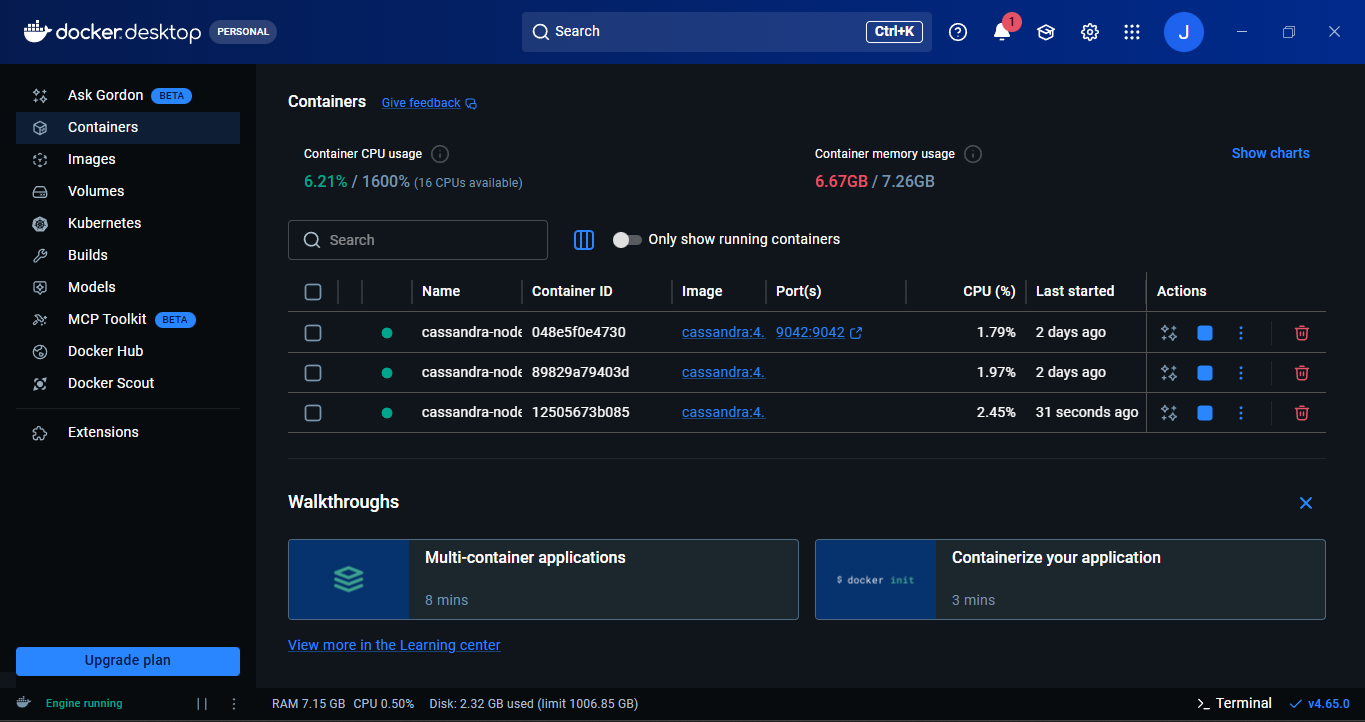 docker.desktop PERSONAL Search Ctrl+K 1 J
Ask Gordon BETA
Containers
Images
Volumes
Kubernetes
Builds
Models
MCP Toolkit BETA
Docker Hub
Docker Scout
Extensions
Upgrade plan
Containers Give feedback
Container CPU usage
6.21% / 1600% (16 CPUs available)
Container memory usage
6.67GB / 7.26GB
Show charts
Search Only show running containers
Name Container ID Image Port(s) CPU (%) Last started Actions
cassandra-node 048e5f0e4730 cassandra:4. 9042:9042 1.79% 2 days ago
cassandra-node 89829a79403d cassandra:4. 1.97% 2 days ago
cassandra-node 12505673b085 cassandra:4. 2.45% 31 seconds ago
Walkthroughs
Multi-container applications
8 mins
$ docker init
Containerize your application
3 mins
View more in the Learning center
Engine running RAM 7.15 GB CPU 0.50% Disk: 2.32 GB used (limit 1006.85 GB) >_ Terminal v4.65.0